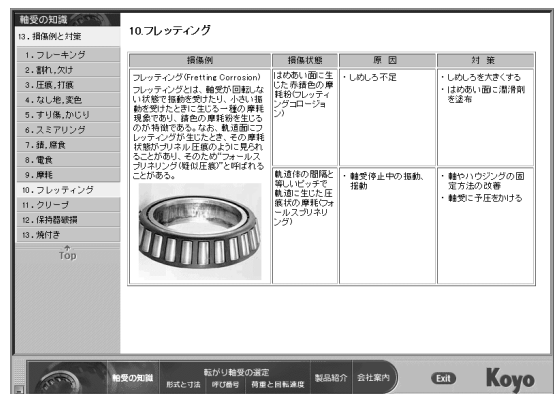 軸受の知識
13. 損傷例と対策
1. フレーキング
2. 割れ,欠け
3. 圧痕,打痕
4. なし地,変色
5. すり傷,かじり
6. スミアリング
7. 錆,腐食
8. 電食
9. 摩耗
10. フレッティング
11. クリープ
12. 保持器破損
13. 焼付き
Top
10.フレッティング
損傷例
フレッティング(Fretting Corrosion)
フレッティングとは、軸受が回転しな
い状態で振動を受けたり、小さい振
動を受けたときに生じる一種の摩耗
現象であり、錆色の摩耗粉を生じる
のが特徴である。なお、軌道面にフ
レッティングが生じたとき、その摩耗
状態がブリネル圧痕のように見られ
ることがあり、そのため"フォールス
ブリネリング(疑似圧痕)"と呼ばれる
ことがある。
損傷状態
はめあい面に生
じた赤錆色の摩
耗粉(フレッティ
ングコロージョ
ン)
軌道体の間隔と
等しいピッチで
軌道に生じた圧
痕状の摩耗(フォ
ールスブリネリ
ング)
原 因
・しめしろ不足
・軸受停止中の振動、
揺動
対 策
・しめしろを大きくする
・はめあい面に潤滑剤
を塗布
・軸やハウジングの固
定方法の改善
・軸受に予圧をかける
軸受の知識
転がり軸受の選定
形式と寸法 呼び番号 荷重と回転速度
製品紹介
会社案内
Exit
Koyo